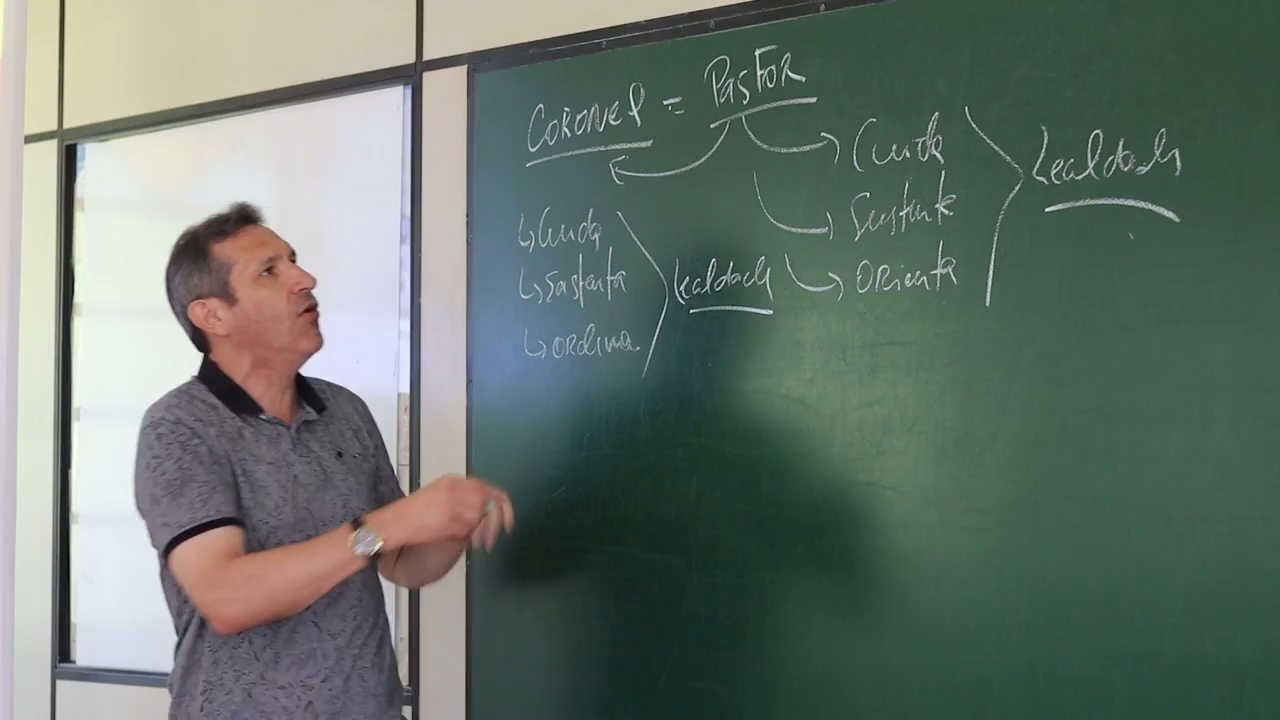 CORONEL = PASTOR
↳ Cuida
↳ Sustenta
↳ ORdena
Lealdade
Cuida
Sustenta
ORienta
Lealdade